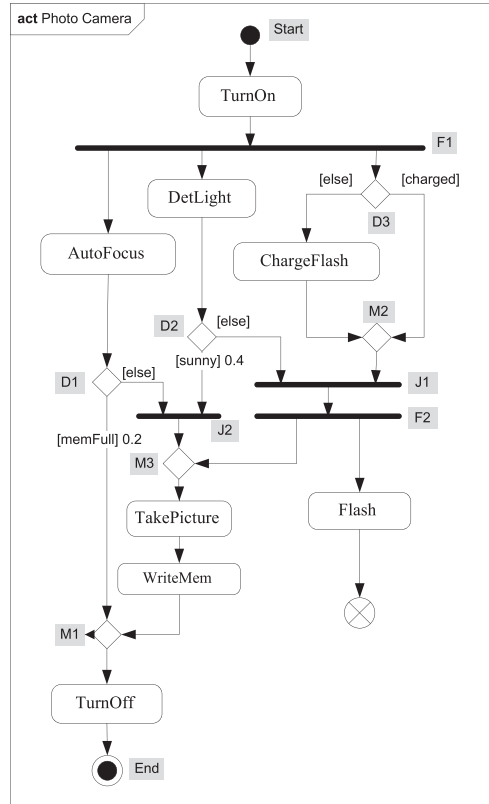 act Photo Camera
Start
TurnOn
F1
[else]
[charged]
DetLight
D3
AutoFocus
ChargeFlash
M2
D2
[else]
[sunny] 0.4
D1
[else]
J1
J2
F2
[memFull] 0.2
M3
TakePicture
Flash
WriteMem
M1
TurnOff
End